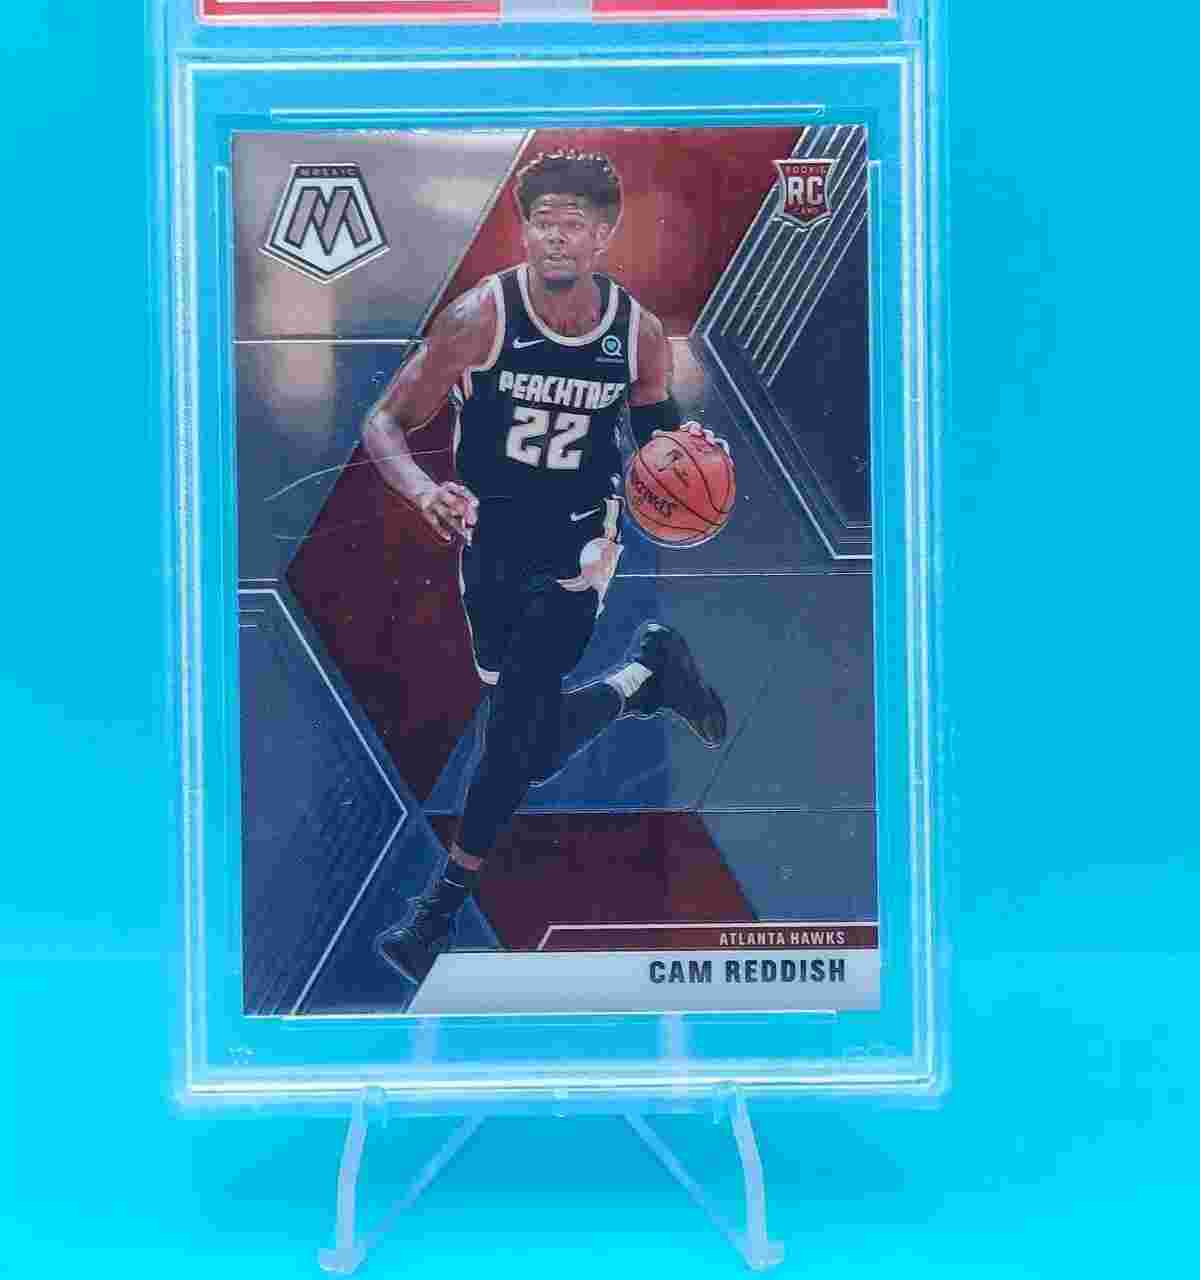 MOSAIC
ROOKIE
RC
CARD
PEACHTREE
22
ATLANTA HAWKS
CAM REDDISH